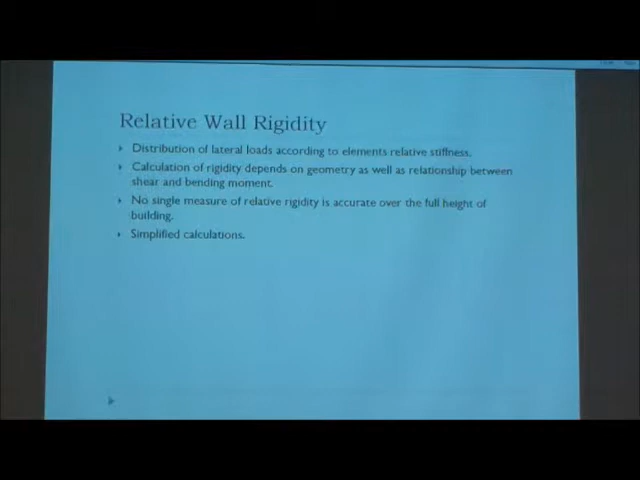 Relative Wall Rigidity
Distribution of lateral loads according to elements relative stiffness.
Calculation of rigidity depends on geometry as well as relationship between
shear and bending moment.
No single measure of relative rigidity is accurate over the full height of
building.
Simplified calculations.